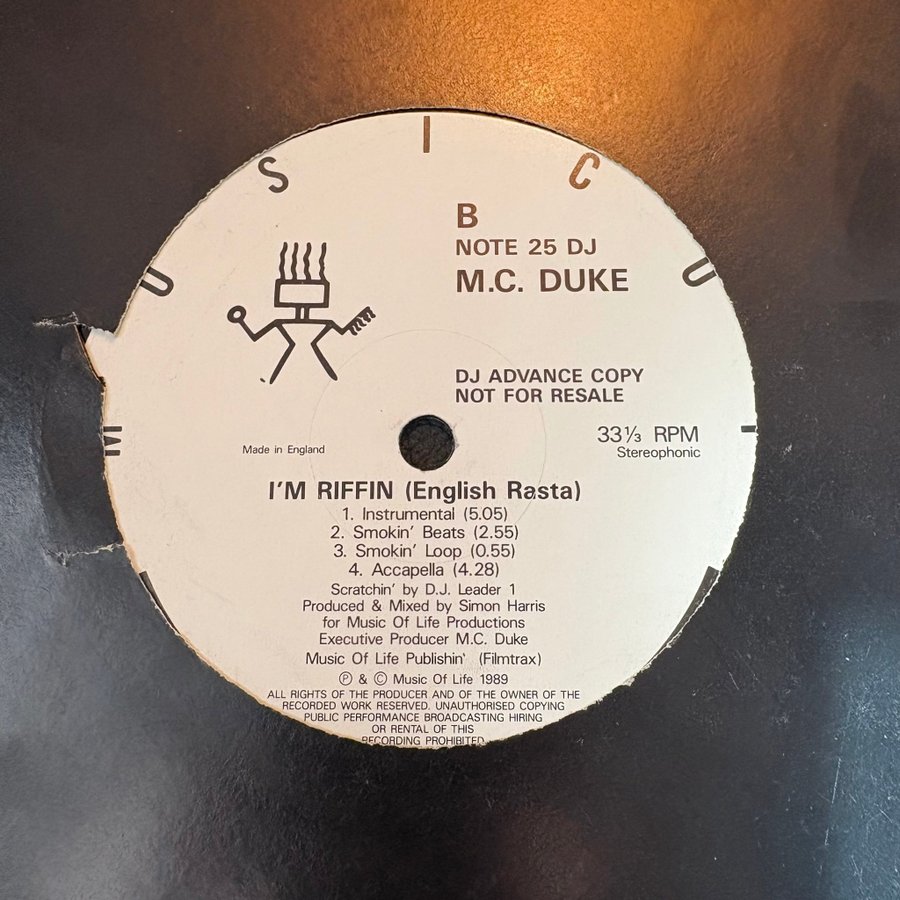 M U S I C U
B
NOTE 25 DJ
M.C. DUKE
DJ ADVANCE COPY
NOT FOR RESALE
33⅓ RPM
Stereophonic
Made in England
I'M RIFFIN (English Rasta)
1. Instrumental (5.05)
2. Smokin' Beats (2.55)
3. Smokin' Loop (0.55)
4. Accapella (4.28)
Scratchin' by D.J. Leader 1
Produced & Mixed by Simon Harris
for Music Of Life Productions
Executive Producer M.C. Duke
Music Of Life Publishin' (Filmtrax)
Ⓟ & © Music Of Life 1989
ALL RIGHTS OF THE PRODUCER AND OF THE OWNER OF THE
RECORDED WORK RESERVED. UNAUTHORISED COPYING
PUBLIC PERFORMANCE BROADCASTING HIRING
OR RENTAL OF THIS
RECORDING PROHIBITED